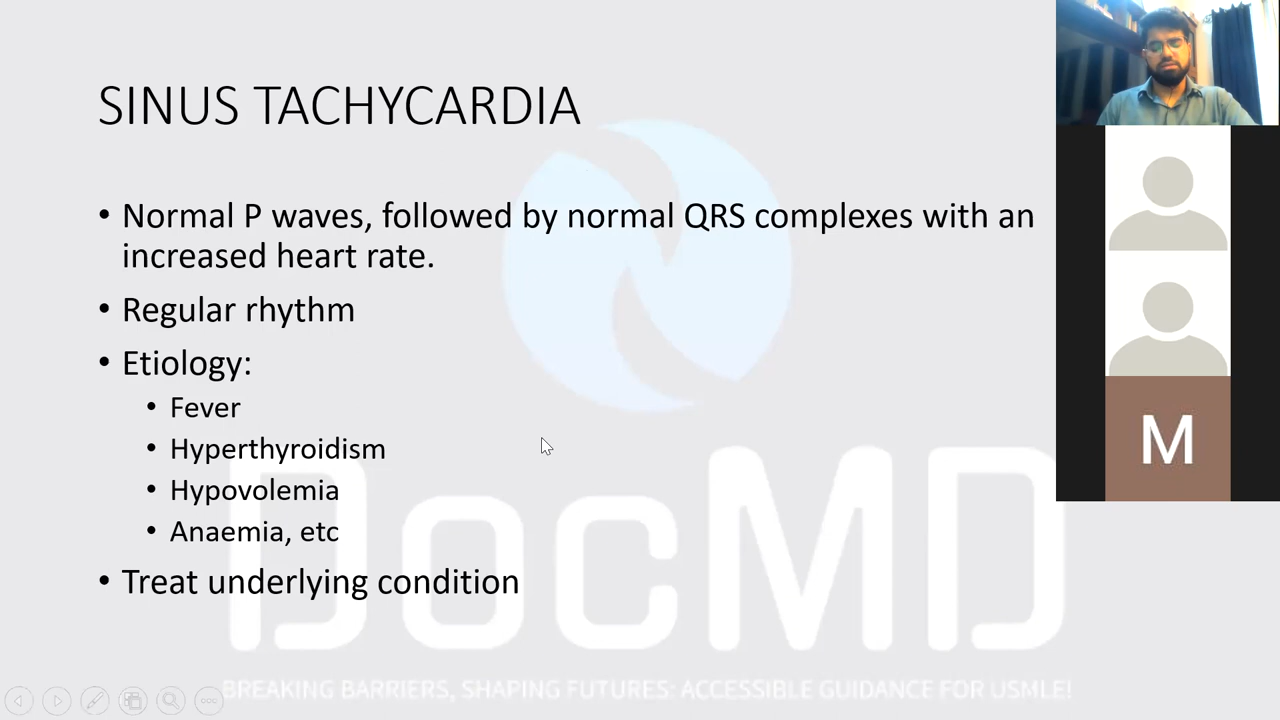 SINUS TACHYCARDIA
• Normal P waves, followed by normal QRS complexes with an
increased heart rate.
• Regular rhythm
• Etiology:
• Fever
• Hyperthyroidism
• Hypovolemia
• Anaemia, etc
• Treat underlying condition
DocMD
BREAKING BARRIERS, SHAPING FUTURES: ACCESSIBLE GUIDANCE FOR USMLE!
M